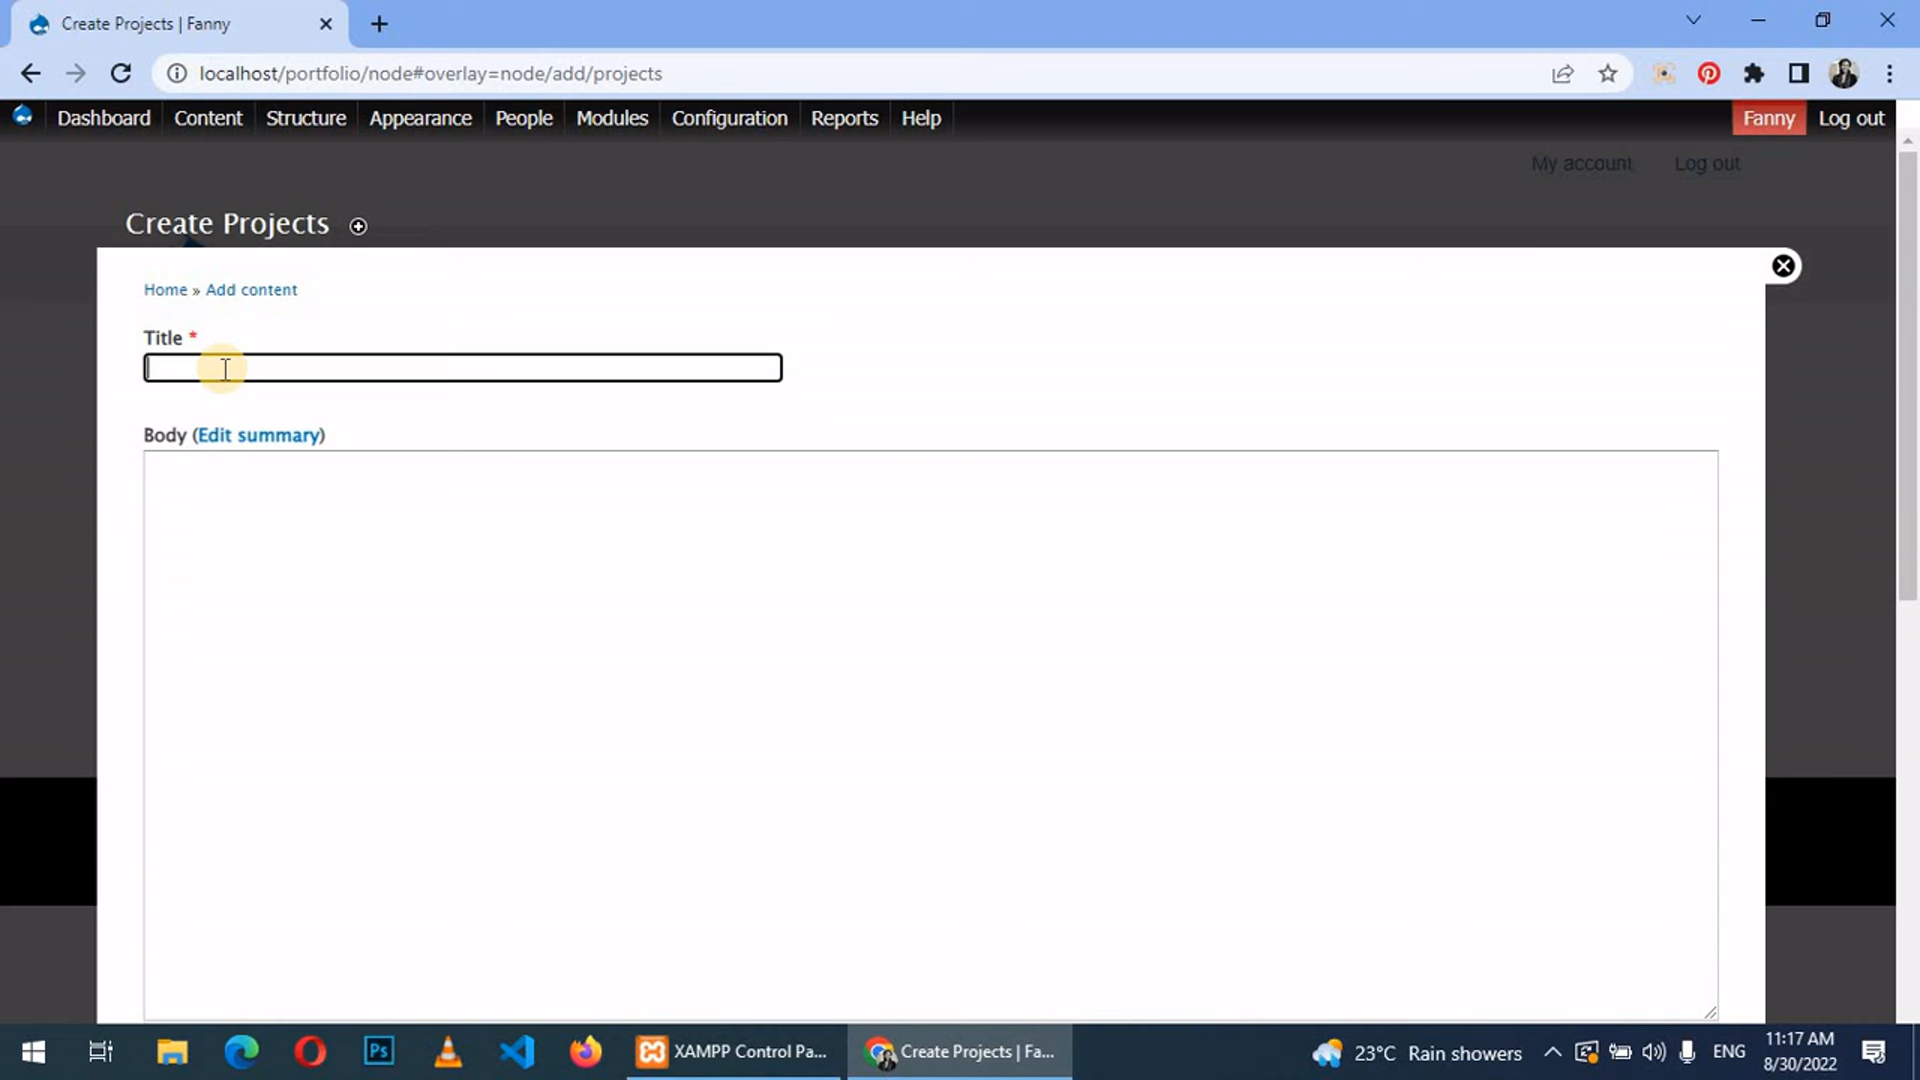 Create Projects | Fanny
localhost/portfolio/node#overlay=node/add/projects
Dashboard Content Structure Appearance People Modules Configuration Reports Help Fanny Log out
My account Log out
Create Projects
Home » Add content
Title *
Body (Edit summary)
Ps XAMPP Control Pa... Create Projects | Fa... 23°C Rain showers ENG 11:17 AM
8/30/2022